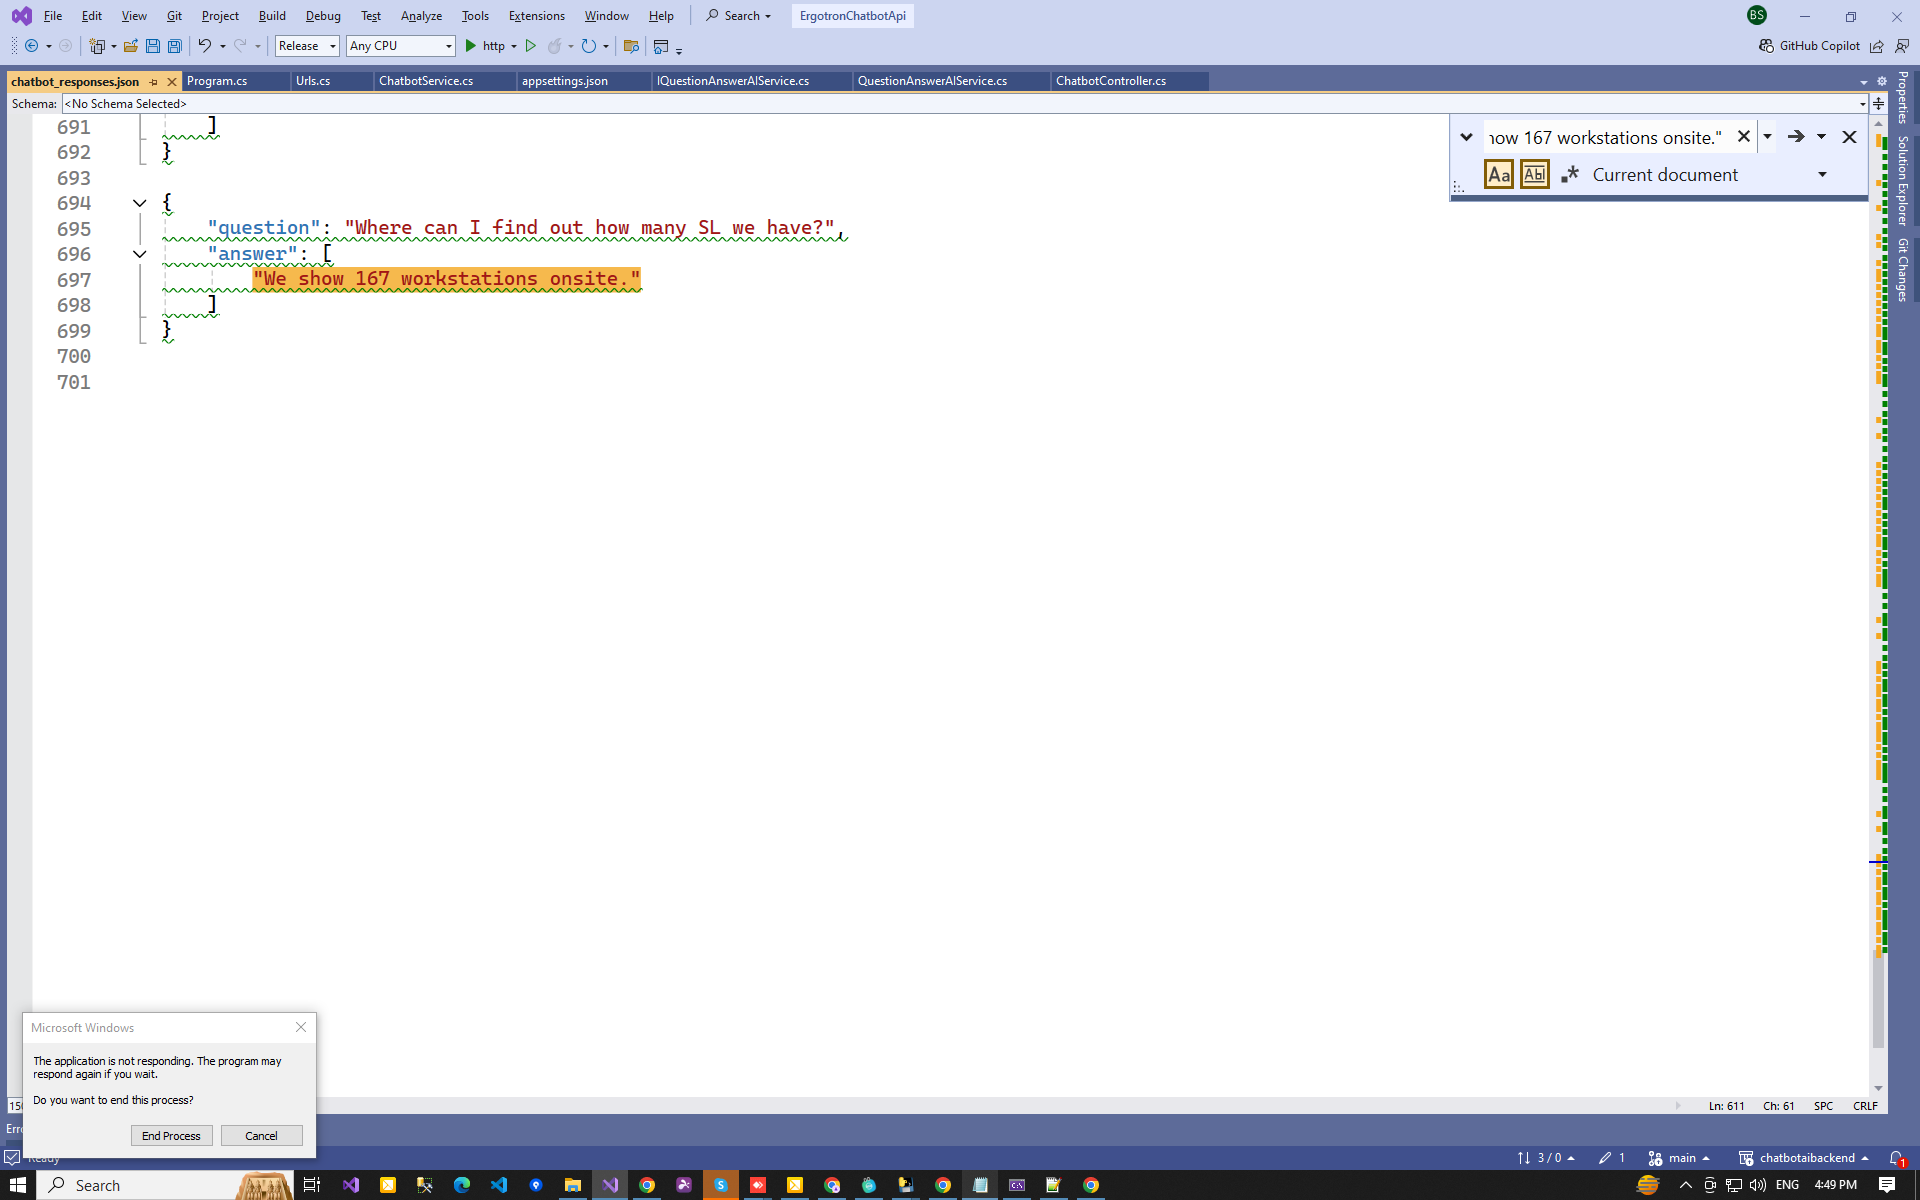 File Edit View Git Project Build Debug Test Analyze Tools Extensions Window Help Search ErgotronChatbotApi BS
Release Any CPU http GitHub Copilot
chatbot_responses.json Program.cs Urls.cs ChatbotService.cs appsettings.json IQuestionAnswerAIService.cs QuestionAnswerAIService.cs ChatbotController.cs
Schema: <No Schema Selected>
how 167 workstations onsite."
Aa Abl .* Current document
Properties
Solution Explorer
Git Changes
691 ]
692 }
693
694 {
695 "question": "Where can I find out how many SL we have?",
696 "answer": [
697 "We show 167 workstations onsite."
698 ]
699 }
700
701
Microsoft Windows
The application is not responding. The program may
respond again if you wait.
Do you want to end this process?
End Process Cancel
Ln: 611 Ch: 61 SPC CRLF
Ready 3 / 0 1 main chatbotaibackend 1
Search ENG 4:49 PM